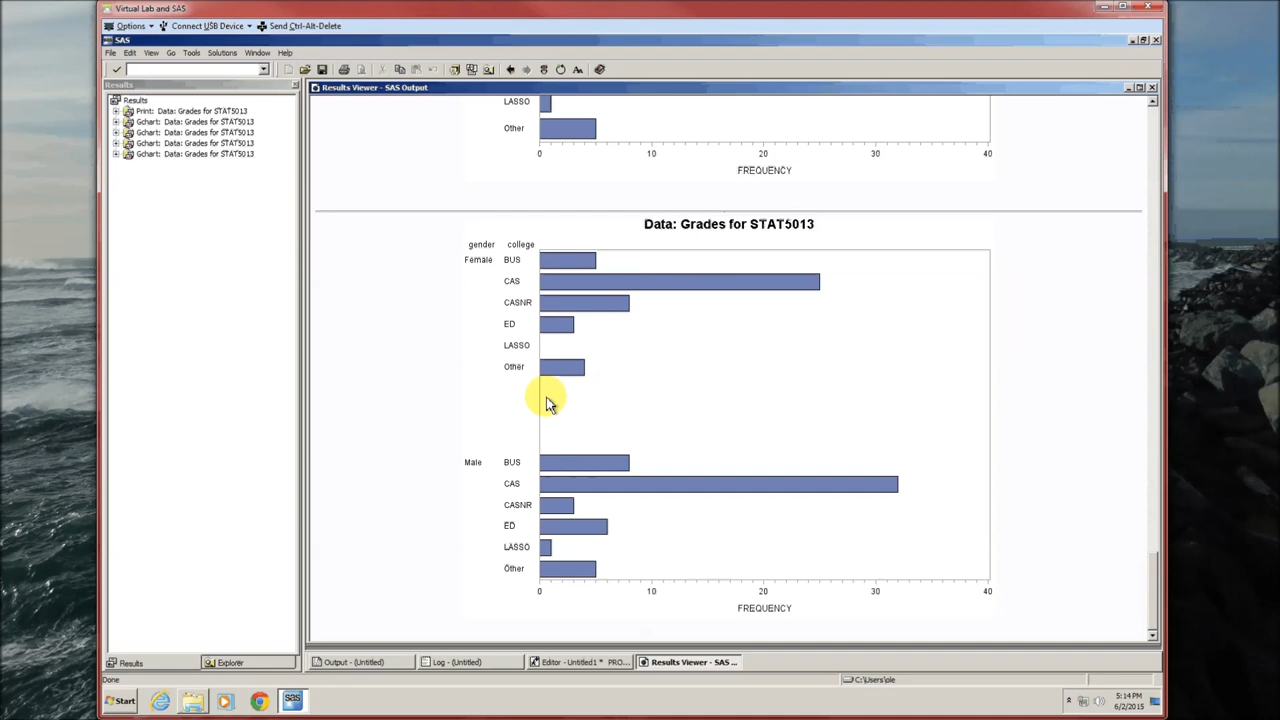 Virtual Lab and SAS
Options Connect USB Device Send Ctrl-Alt-Delete
SAS
File Edit View Go Tools Solutions Window Help
Results
Results Viewer - SAS Output
Results
Print: Data: Grades for STAT5013
Gchart: Data: Grades for STAT5013
Gchart: Data: Grades for STAT5013
Gchart: Data: Grades for STAT5013
Gchart: Data: Grades for STAT5013
LASSO
Other
0 10 20 30 40
FREQUENCY
Data: Grades for STAT5013
gender college
Female BUS
CAS
CASNR
ED
LASSO
Other
Male BUS
CAS
CASNR
ED
LASSO
Other
0 10 20 30 40
FREQUENCY
Results Explorer Output - (Untitled) Log - (Untitled) Editor - Untitled1 * PRO... Results Viewer - SAS ...
Done C:\Users\ole
Start sas 5:14 PM
6/2/2015